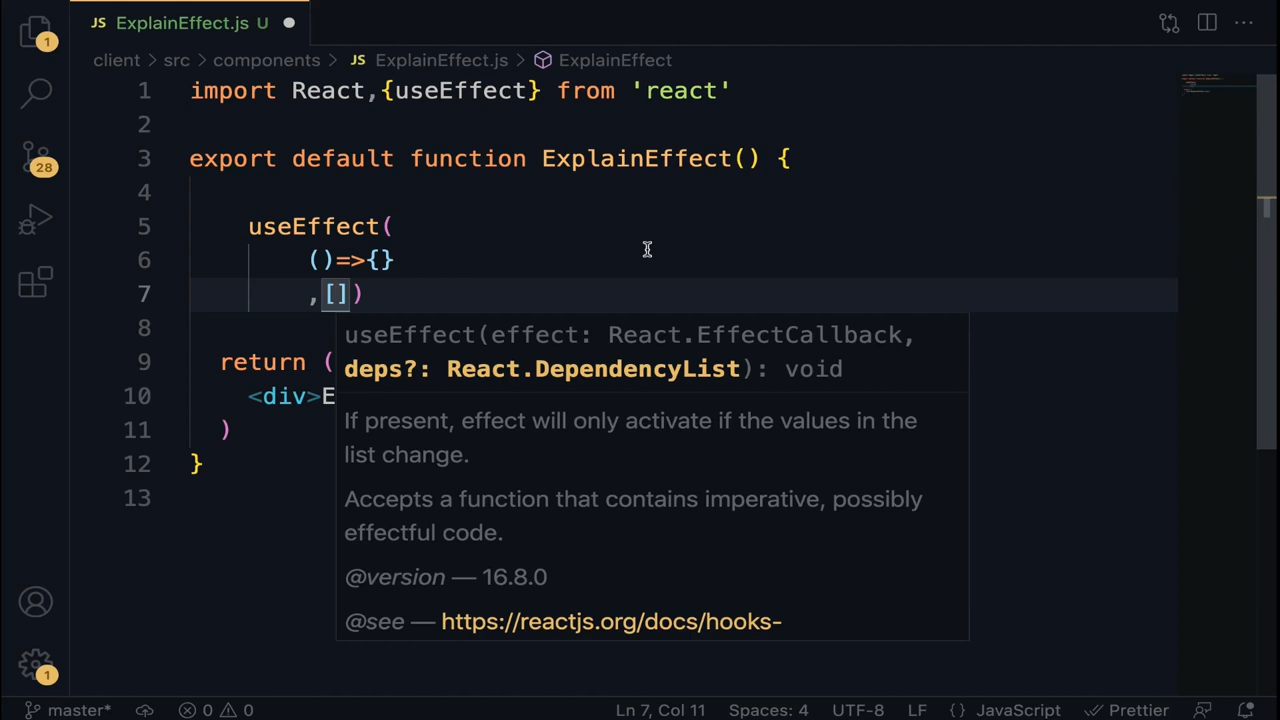 JS ExplainEffect.js U
1
client > src > components > JS ExplainEffect.js > ExplainEffect
1 import React,{useEffect} from 'react'
2
3 export default function ExplainEffect() {
28
4
5 useEffect(
6 ()=>{}
7 ,[])
8
useEffect(effect: React.EffectCallback,
9 return (
deps?: React.DependencyList): void
10 <div>E
If present, effect will only activate if the values in the
11 )
list change.
12 }
13
Accepts a function that contains imperative, possibly
effectful code.
@version — 16.8.0
@see — https://reactjs.org/docs/hooks-
1
master* 0 0 Ln 7, Col 11 Spaces: 4 UTF-8 LF {} JavaScript Prettier